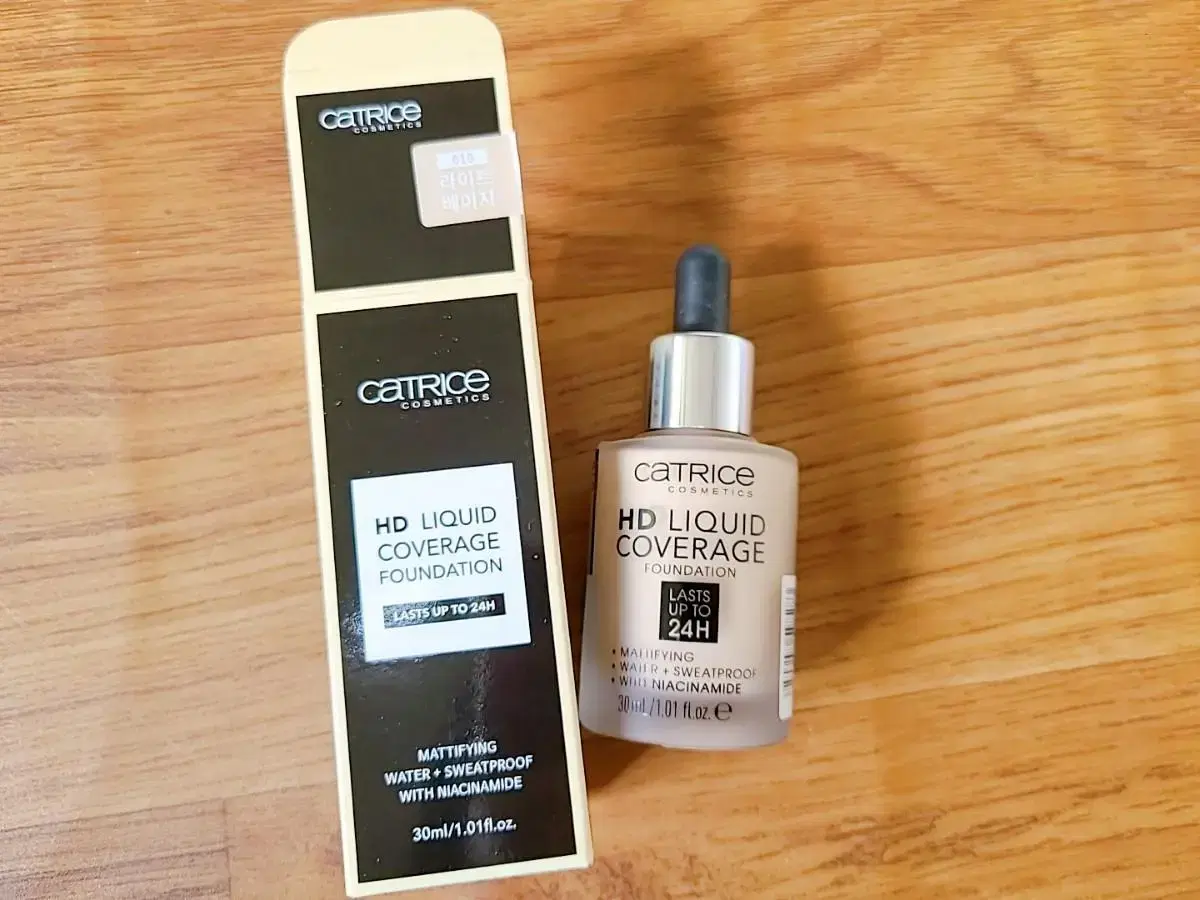 CATRICE
COSMETICS
010
라이트
베이지
CATRICE
COSMETICS
HD LIQUID
COVERAGE
FOUNDATION
LASTS UP TO 24H
MATTIFYING
WATER + SWEATPROOF
WITH NIACINAMIDE
30ml/1.01fl.oz.
CATRICE
COSMETICS
HD LIQUID
COVERAGE
FOUNDATION
LASTS
UP TO
24H
• MATTIFYING
• WATER + SWEATPROOF
• WITH NIACINAMIDE
30mL/1.01 fl.oz. ℮